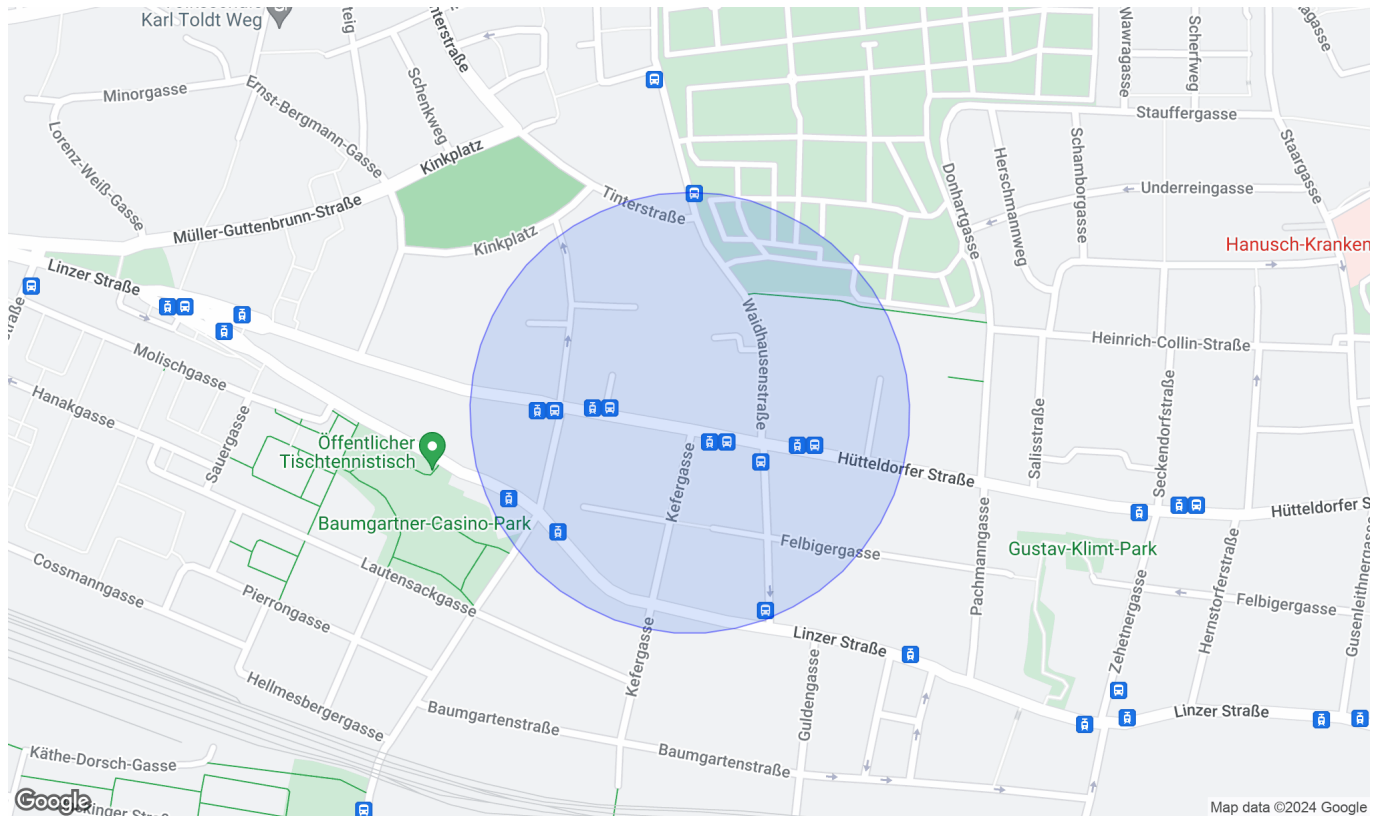 Karl Toldt Weg
Minorgasse
Ernst-Bergmann-Gasse
Schenkweg
Lorenz-Weiß-Gasse
Kinkplatz
Müller-Guttenbrunn-Straße
Kinkplatz
Tinterstraße
Wawragasse
Scherfweg
Stauffergasse
Staargasse
Donhartgasse
Herschmannweg
Schamborgasse
Underreingasse
Hanusch-Kranken
Linzer Straße
Waidhausenstraße
Heinrich-Collin-Straße
Molischgasse
Hanakgasse
Sauergasse
Öffentlicher
Tischtennistisch
Baumgartner-Casino-Park
Kefergasse
Hütteldorfer Straße
Salisstraße
Seckendorfstraße
Hütteldorfer S
Felbigergasse
Pachmanngasse
Gustav-Klimt-Park
Zehetnergasse
Hernstorferstraße
Felbigergasse
Gusenleithnergasse
Cossmanngasse
Lautensackgasse
Pierrongasse
Hellmesbergergasse
Kefergasse
Linzer Straße
Guldengasse
Linzer Straße
Baumgartenstraße
Baumgartenstraße
Käthe-Dorsch-Gasse
Google
Map data ©2024 Google